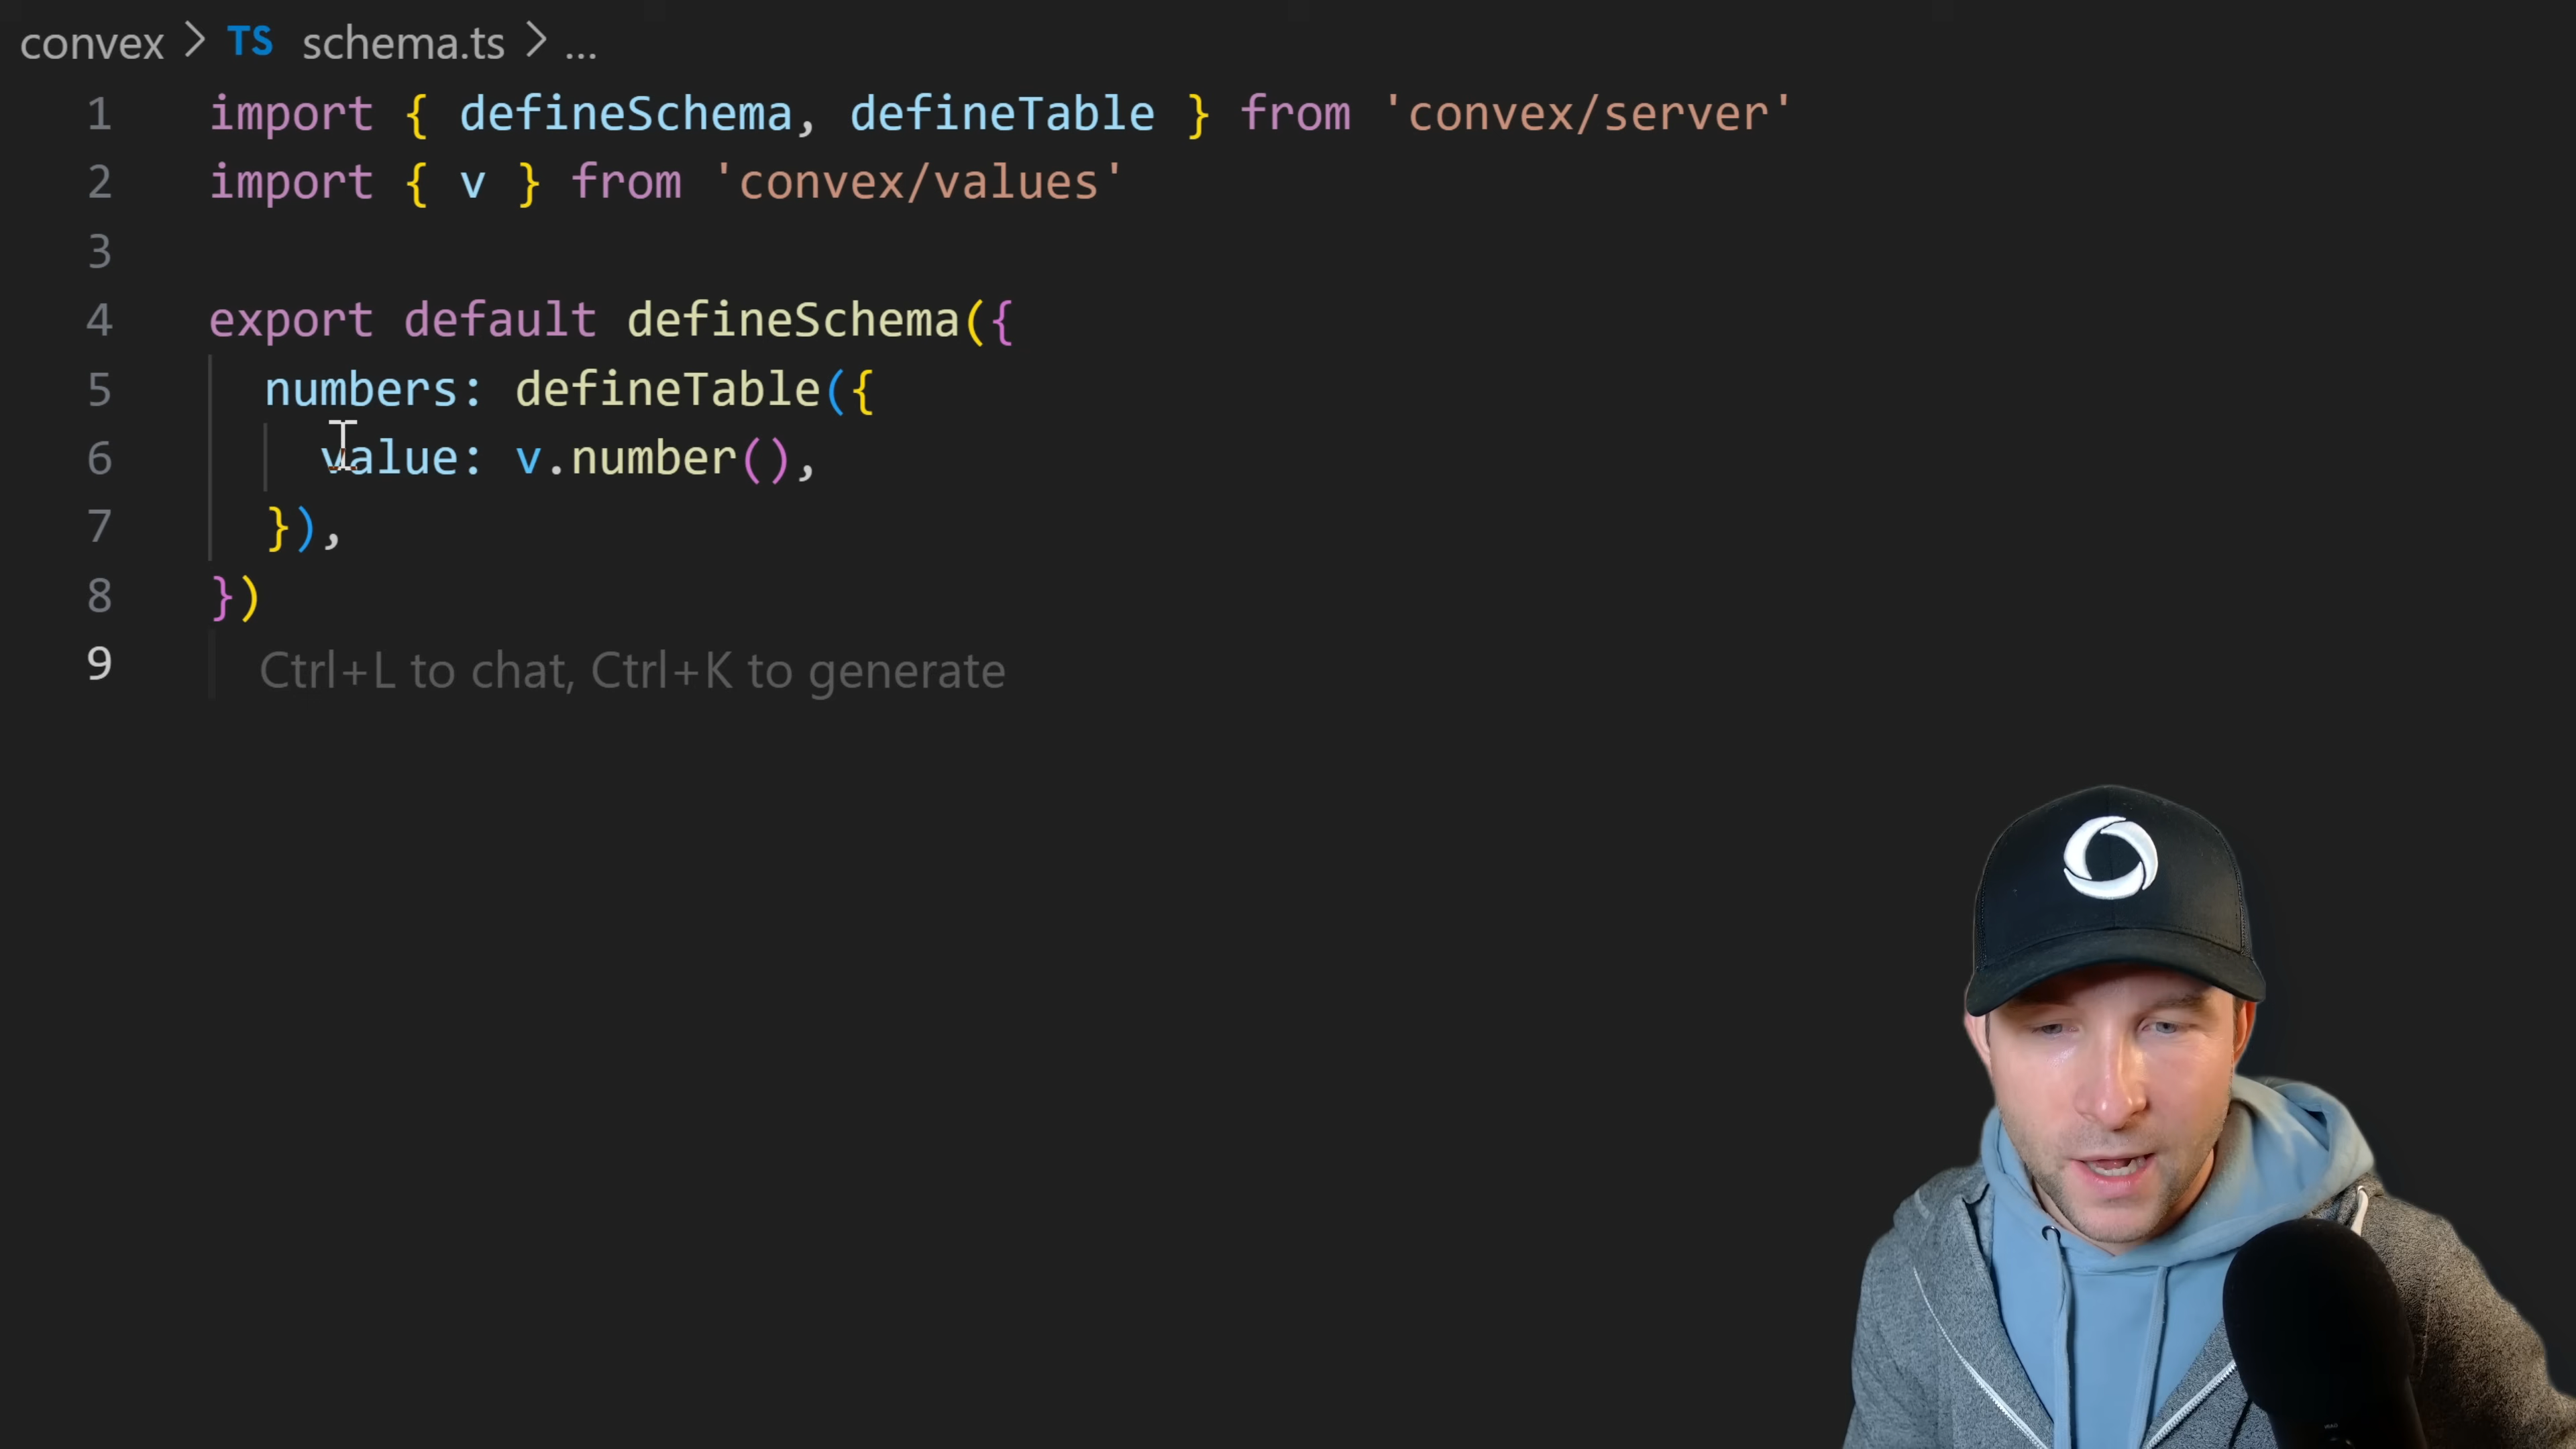 convex > TS schema.ts > ...
1 import { defineSchema, defineTable } from 'convex/server'
2 import { v } from 'convex/values'
3
4 export default defineSchema({
5   numbers: defineTable({
6     value: v.number(),
7   }),
8 })
9 Ctrl+L to chat, Ctrl+K to generate